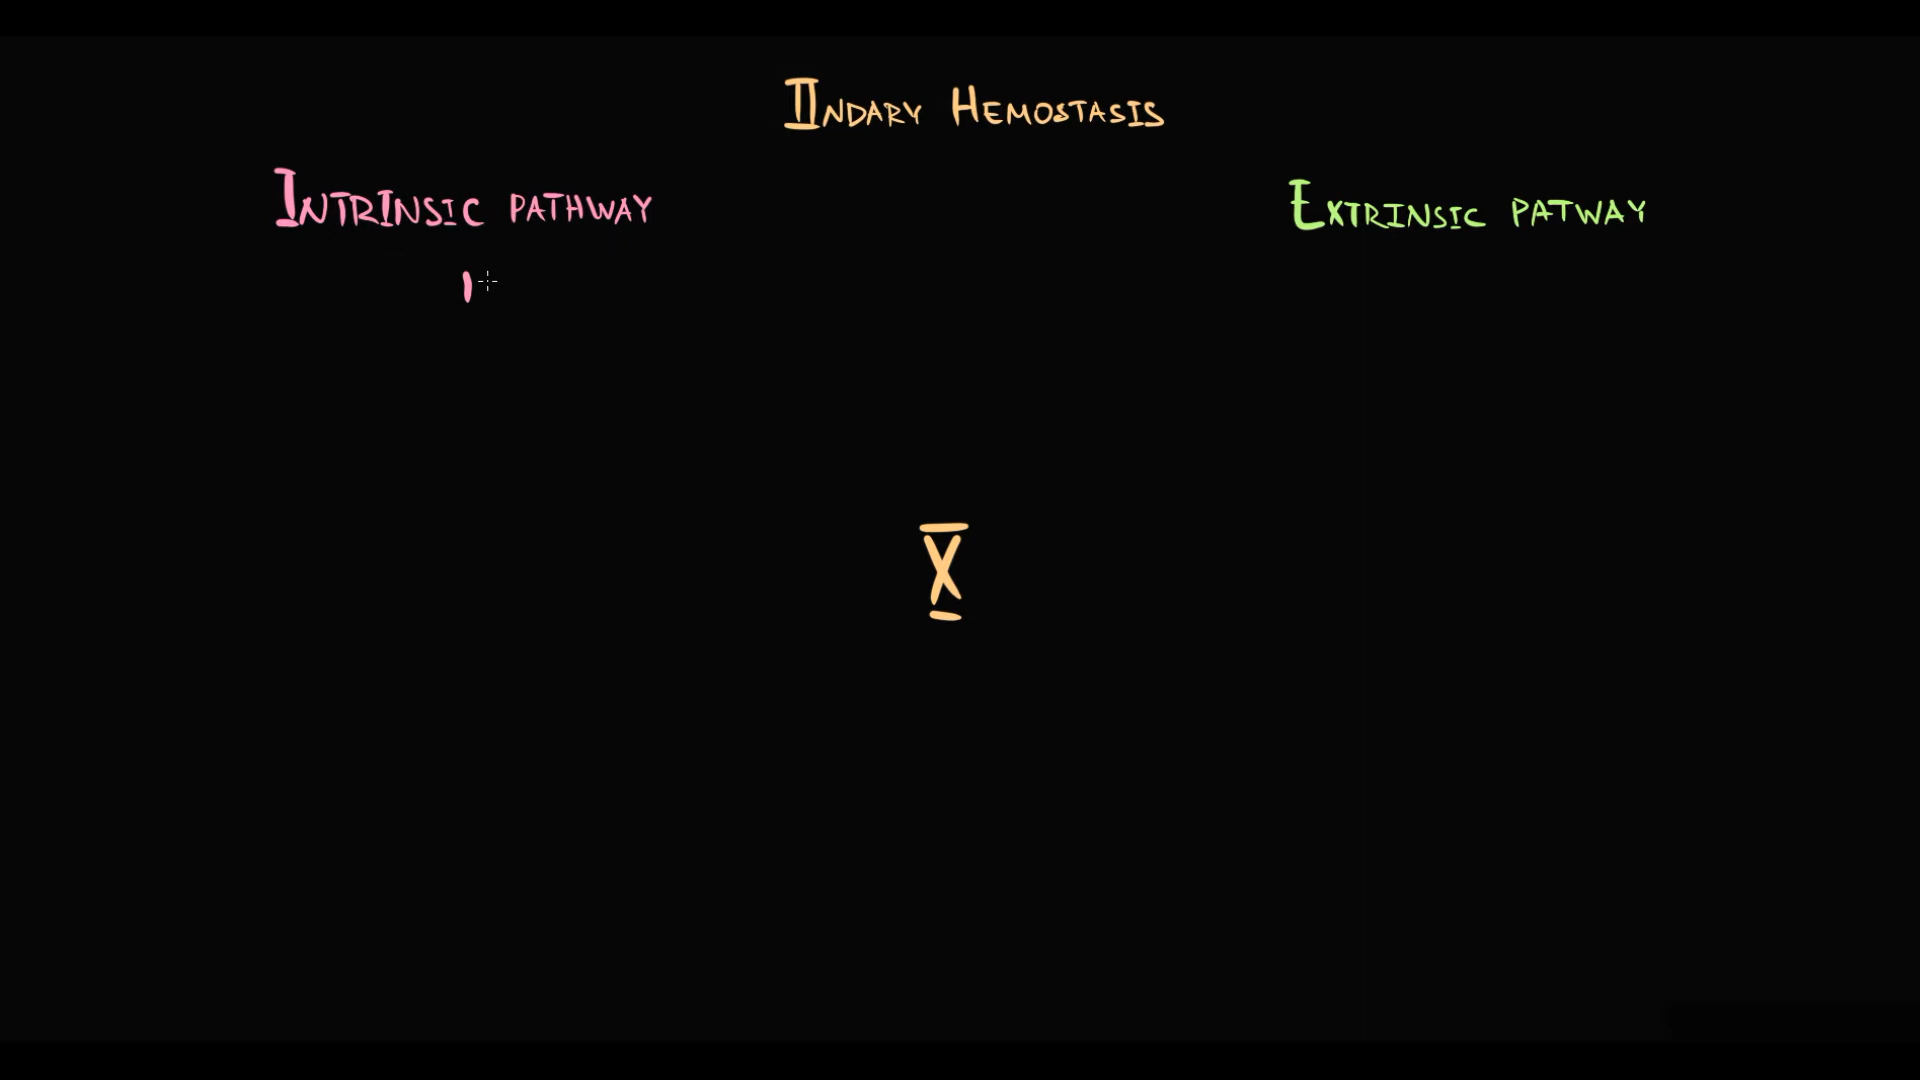 IIndary Hemostasis
Intrinsic pathway
Extrinsic patway
X